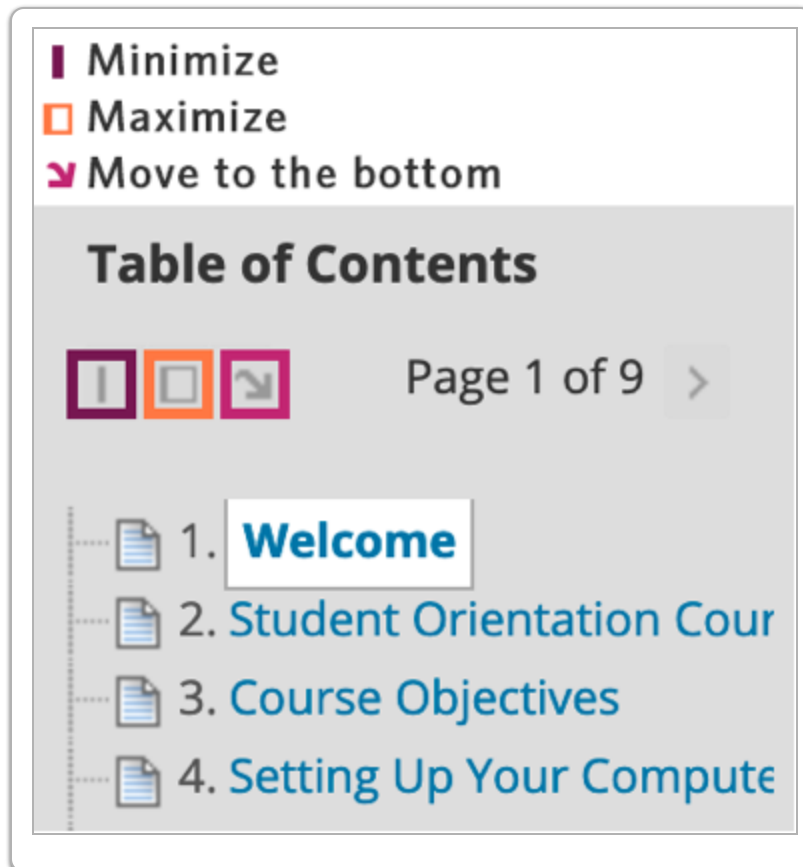 Minimize
Maximize
Move to the bottom
Table of Contents
Page 1 of 9
1. Welcome
2. Student Orientation Cour
3. Course Objectives
4. Setting Up Your Compute